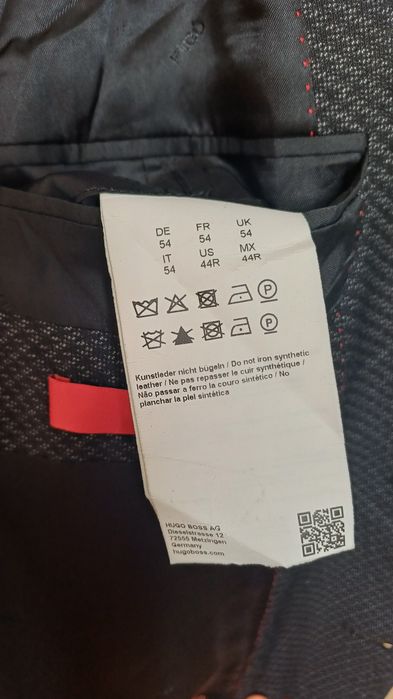 HUGO
DE FR UK
54 54 54
IT US MX
54 44R 44R
P
P
Kunstleder nicht bügeln / Do not iron synthetic
leather / Ne pas repasser le cuir synthétique /
Não passar a ferro la couro sintético / No
planchar la piel sintética
HUGO BOSS AG
Dieselstrasse 12
72555 Metzingen
Germany
hugoboss.com